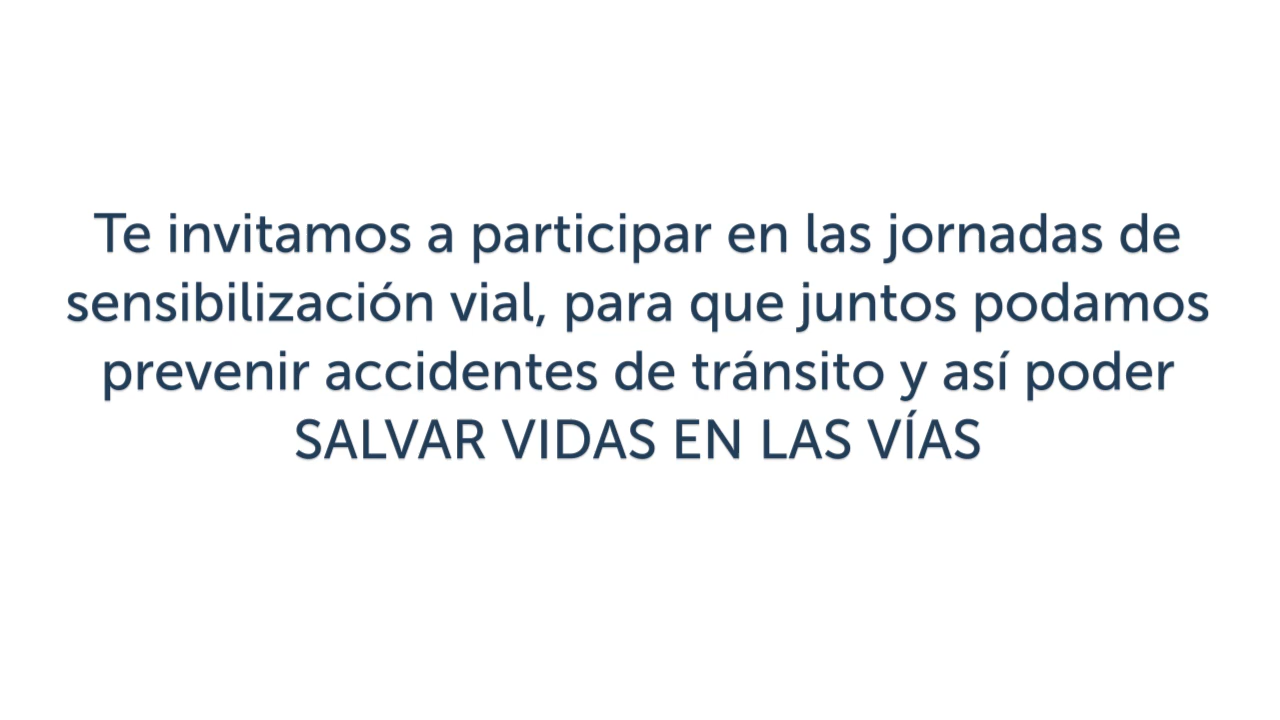 Te invitamos a participar en las jornadas de
sensibilización vial, para que juntos podamos
prevenir accidentes de tránsito y así poder
SALVAR VIDAS EN LAS VÍAS